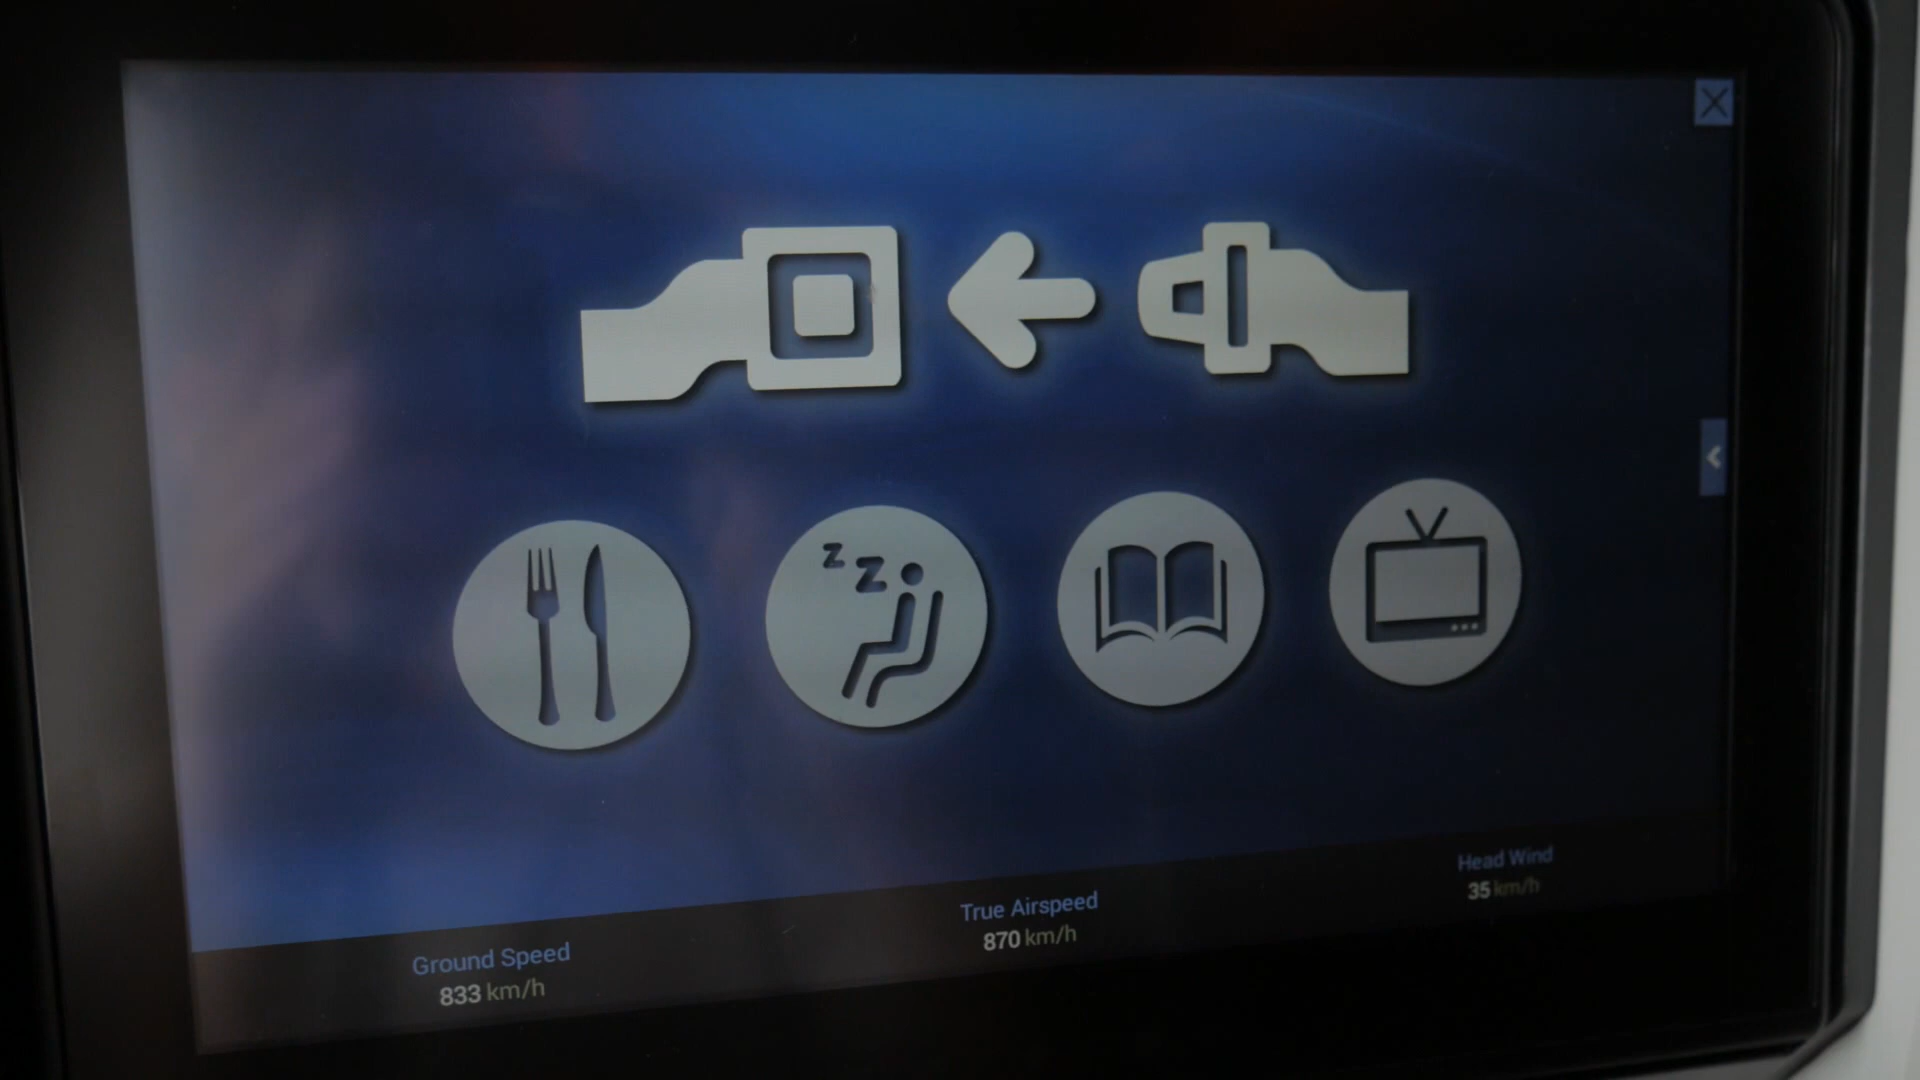 z z
Ground Speed
833 km/h
True Airspeed
870 km/h
Head Wind
35 km/h